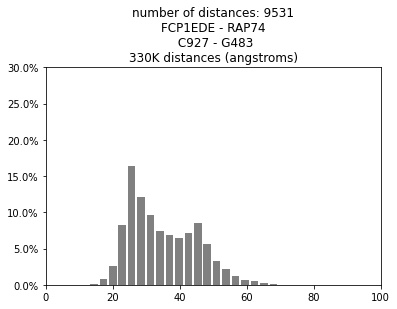 number of distances: 9531
FCP1EDE - RAP74
C927 - G483
330K distances (angstroms)
30.0%
25.0%
20.0%
15.0%
10.0%
5.0%
0.0%
0 20 40 60 80 100